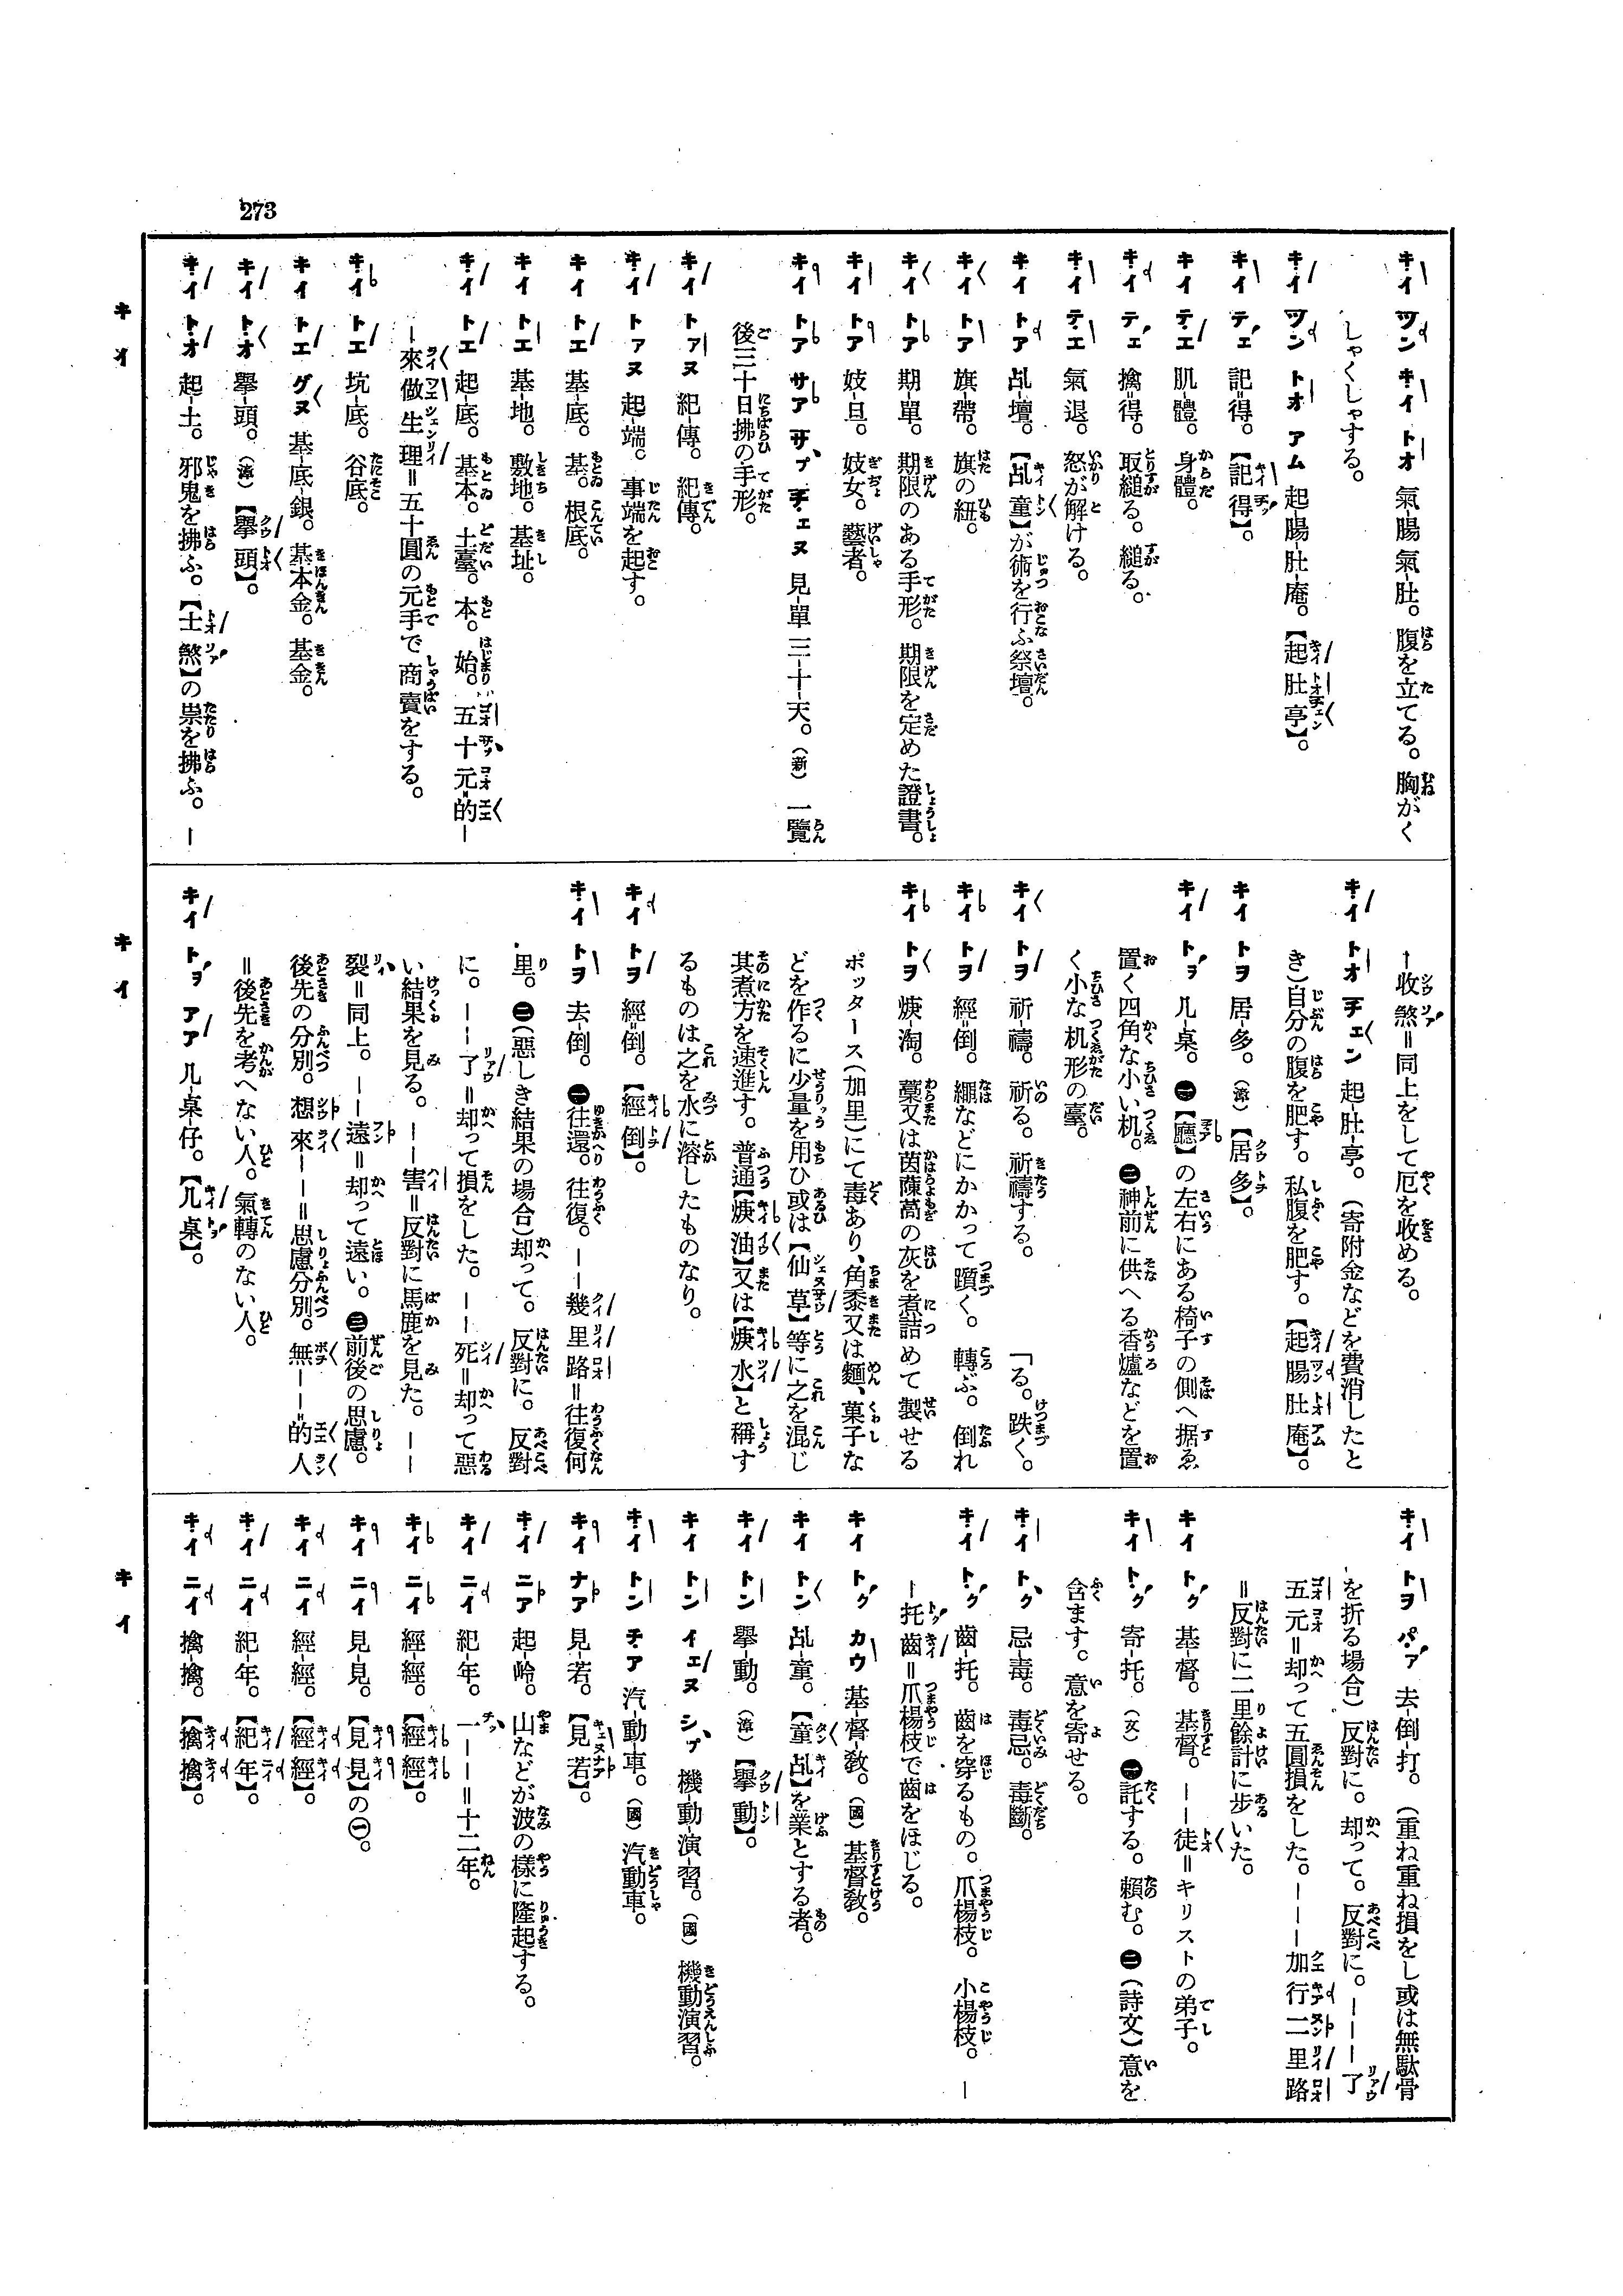 273
キイ ツン キイ トオ 氣-腸 氣-肚。腹を立てる。胸がく
しゃくしゃする。
キイ ツン トオ アム 起-腸-肚-庵。【起肚亭】。
キイ テェ 記=得。【記得】。
キイ テエ 肌-體。身體。
キイ テェ 擒=得。取縋る。縋る。
キイ テエ 氣-退。怒が解ける。
キイ トア 乩-壇。【乩童】が術を行ふ祭壇。
キイ トア 旗-帶。旗の紐。
キイ トア 期-單。期限のある手形。期限を定めた證書。
キイ トア 妓-旦。妓女。藝者。
キイ トア サア ザプ チェヌ 見-單 三-十-天。(新)一覽
後三十日拂の手形。
キイ トァヌ 紀-傳。紀傳。
キイ トァヌ 起-端。事端を起す。
キイ トエ 基-底。基。根底。
キイ トエ 基-地。敷地。基址。
キイ トエ 起-底。基本。土臺。本。始。五十元的—
—來做生理=五十圓の元手で商賣をする。
キイ トエ 坑-底。谷底。
キイ トエ グヌ 基-底-銀。基本金。基金。
キイ トオ 擧-頭。(漳)【擧頭】。
キイ トオ 起-土。邪鬼を拂ふ。【土煞】の祟を拂ふ。—
キイ
—收煞=同上をして厄を收める。
キイ トオ チェン 起-肚-亭。(寄附金などを費消したと
き)自分の腹を肥す。私腹を肥す。【起腸肚庵】。
キイ トヲ 居-多。(漳)【居多】。
キイ トヲ 几-桌。㊀【廳】の左右にある椅子の側へ据ゑ
置く四角な小い机。㊁神前に供へる香爐などを置
く小な机形の臺。
キイ トヲ 祈-禱。祈る。祈禱する。「る。跌く。
キイ トヲ 經=倒。繩などにかかって躓く。轉ぶ。倒れ
キイ トヲ 𤆬-淘。藁又は茵蔯蒿の灰を煮詰めて製せる
ポッタース(加里)にて毒あり、角黍又は麵、菓子な
どを作るに少量を用ひ或は【仙草】等に之を混じ
其煮方を速進す。普通【油】又は【水】と稱す
るものは之を水に溶したものなり。
キイ トヲ 經=倒。【經倒】。
キイ トヲ 去-倒。㊀往還。往復。——幾里路=往復何
里。㊁(惡しき結果の場合)却って。反對に。反對
に。——了=却って損をした。——死=却って惡
い結果を見る。——害=反對に馬鹿を見た。——
裂=同上。——遠=却って遠い。㊂前後の思慮。
後先の分別。想來——=思慮分別。無——的人
=後先を考へない人。氣轉のない人。
キイ トヲ アア 几-桌-仔。【几桌】。
キイ
キイ トヲ パァ 去-倒-打。(重ね重ね損をし或は無駄骨
を折る場合)反對に。却って。反對に。———了
五元=却って五圓損をした。———加行二里路
=反對に二里餘計に步いた。
キイ トク 基-督。基督。——徒=キリストの弟子。
キイ トク 寄-托。(文)㊀託する。賴む。㊁(詩文)意を
含ます。意を寄せる。
キイ トク 忌-毒。毒忌。毒斷。
キイ トク 齒-托。齒を穿るもの。爪楊枝。小楊枝。—
—托齒=爪楊枝で齒をほじる。
キイ トク カウ 基-督-敎。(國)基督敎。
キイ トン 乩-童。【童乩】を業とする者。
キイ トン 擧-動。(漳)【擧動】。
キイ トン イェヌ シプ 機-動-演-習。(國)機動演習。
キイ トン チア 汽-動-車。(國)汽動車。
キイ ナア 見-若。【見若】。
キイ ニア 起-岭。山などが波の樣に隆起する。
キイ ニイ 紀-年。一——=十二年。
キイ ニイ 經-經。【經經】。
キイ ニイ 見-見。【見見】の㊀。
キイ ニイ 經-經。【經經】。
キイ ニイ 紀-年。【紀年】。
キイ ニイ 擒-擒。【擒擒】。
キイ